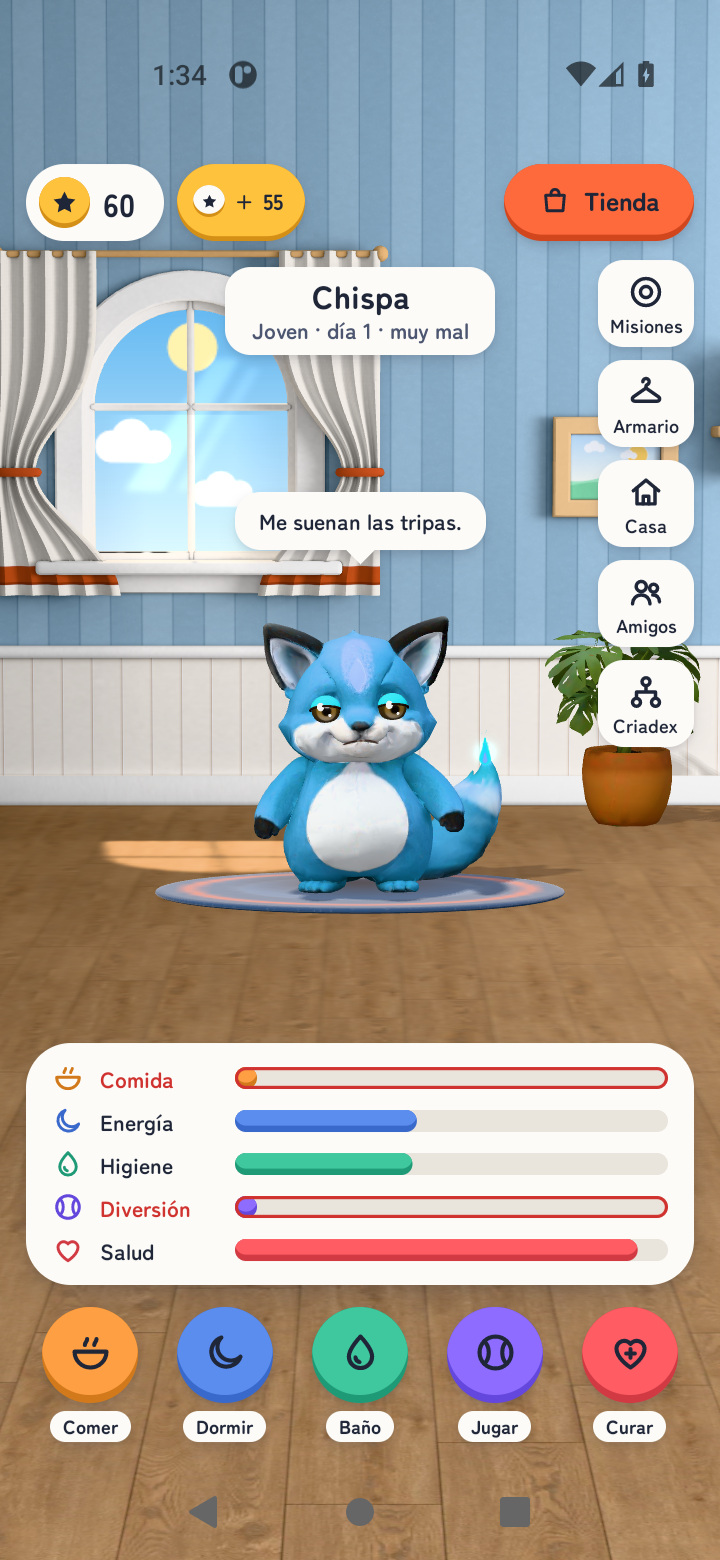 1:34
60
+ 55
Tienda
Chispa
Joven · día 1 · muy mal
Misiones
Armario
Casa
Me suenan las tripas.
Amigos
Criadex
Comida
Energía
Higiene
Diversión
Salud
Comer
Dormir
Baño
Jugar
Curar